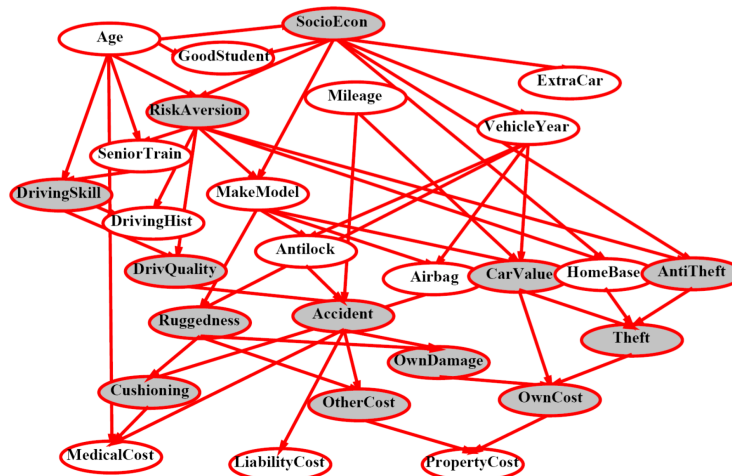 SocioEcon
Age
GoodStudent
ExtraCar
Mileage
RiskAversion
VehicleYear
SeniorTrain
DrivingSkill
MakeModel
DrivingHist
Antilock
DrivQuality
Airbag
CarValue
HomeBase
AntiTheft
Ruggedness
Accident
Theft
OwnDamage
Cushioning
OtherCost
OwnCost
MedicalCost
LiabilityCost
PropertyCost